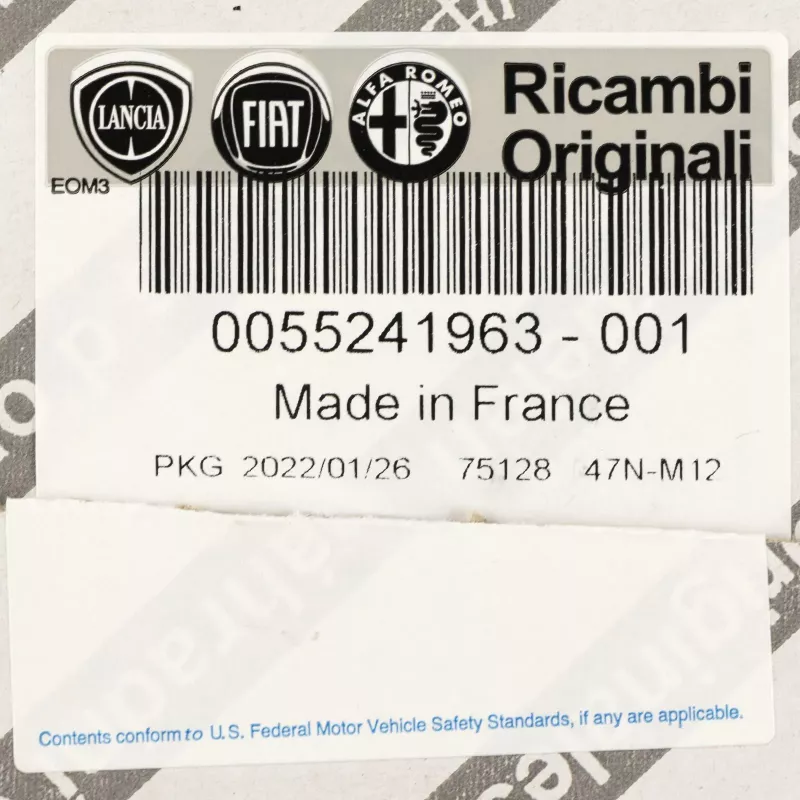 LANCIA
FIAT
ALFA ROMEO
Ricambi
Originali
EOM3
0055241963 - 001
Made in France
PKG 2022/01/26 75128 47N-M12
Contents conform to U.S. Federal Motor Vehicle Safety Standards, if any are applicable.